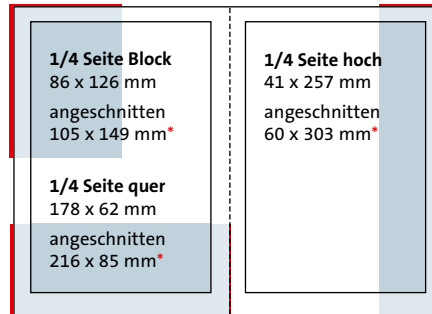 1/4 Seite Block
86 x 126 mm
angeschnitten
105 x 149 mm*
1/4 Seite quer
178 x 62 mm
angeschnitten
216 x 85 mm*
1/4 Seite hoch
41 x 257 mm
angeschnitten
60 x 303 mm*